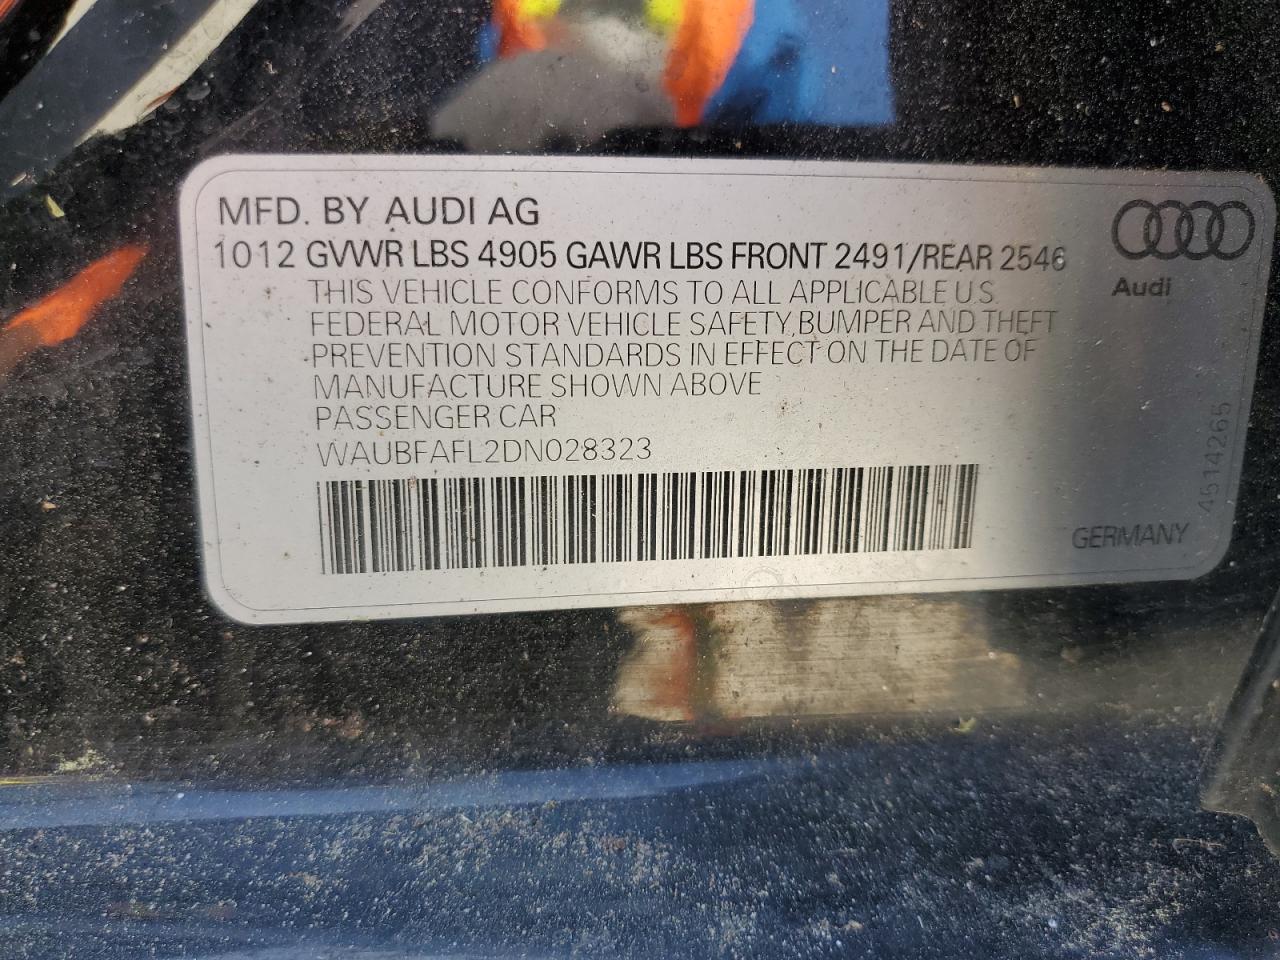 MFD. BY AUDI AG
1012 GVWR LBS 4905 GAWR LBS FRONT 2491/REAR 2546
THIS VEHICLE CONFORMS TO ALL APPLICABLE U.S.
FEDERAL MOTOR VEHICLE SAFETY,BUMPER AND THEFT
PREVENTION STANDARDS IN EFFECT ON THE DATE OF
MANUFACTURE SHOWN ABOVE
PASSENGER CAR
WAUBFAFL2DN028323
Audi
4514265
GERMANY